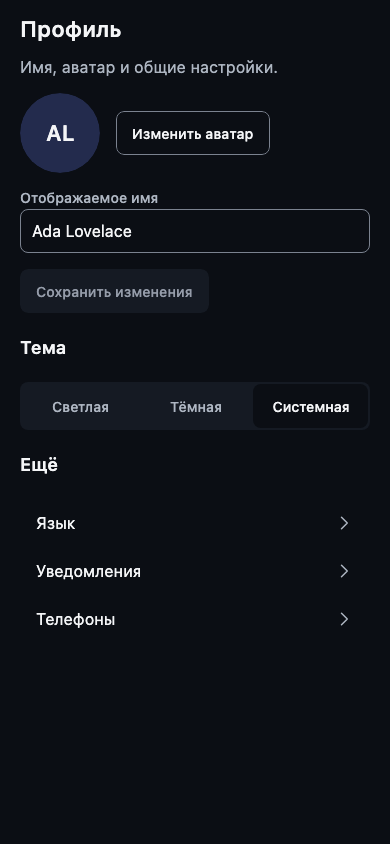 Профиль
Имя, аватар и общие настройки.
AL
Изменить аватар
Отображаемое имя
Ada Lovelace
Сохранить изменения
Тема
Светлая
Тёмная
Системная
Ещё
Язык
Уведомления
Телефоны